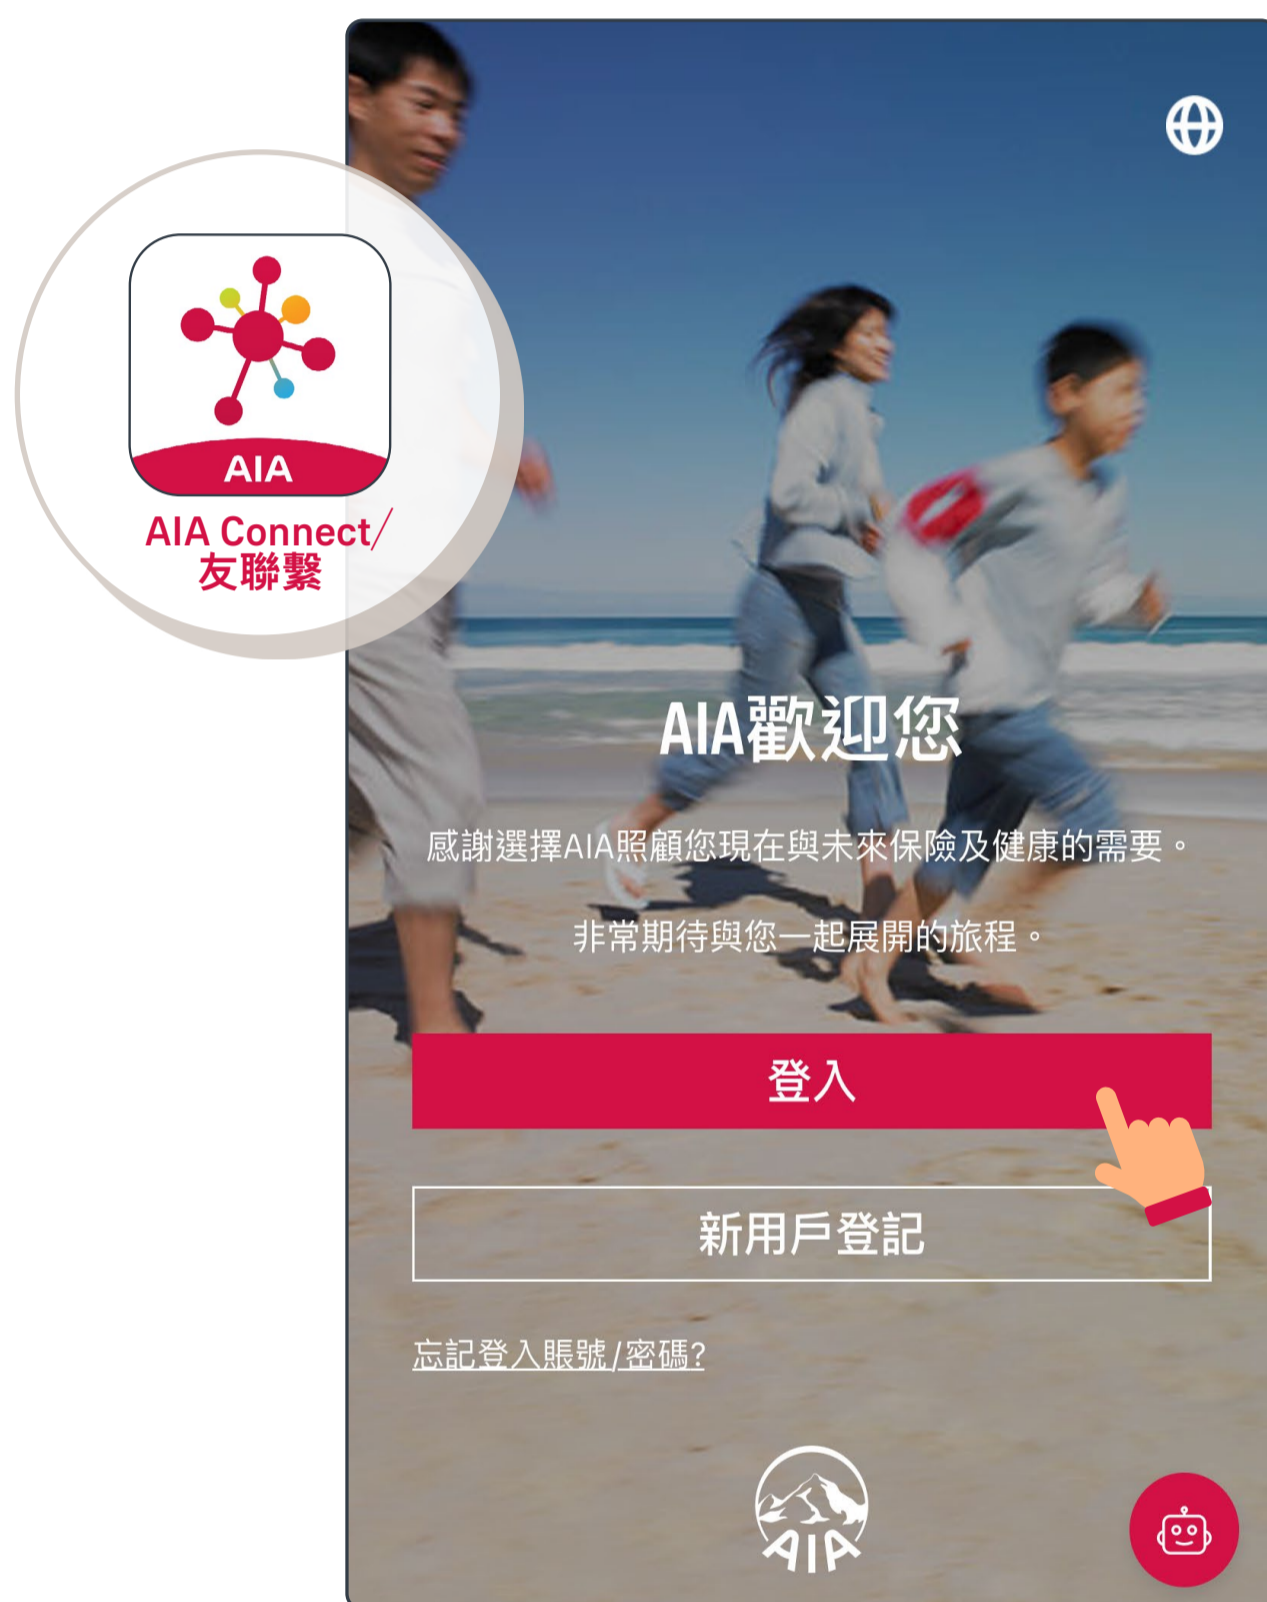 AIA
AIA Connect/
友聯繫
AIA歡迎您
感謝選擇AIA照顧您現在與未來保險及健康的需要。
非常期待與您一起展開的旅程。
登入
新用戶登記
忘記登入賬號/密碼?
AIA